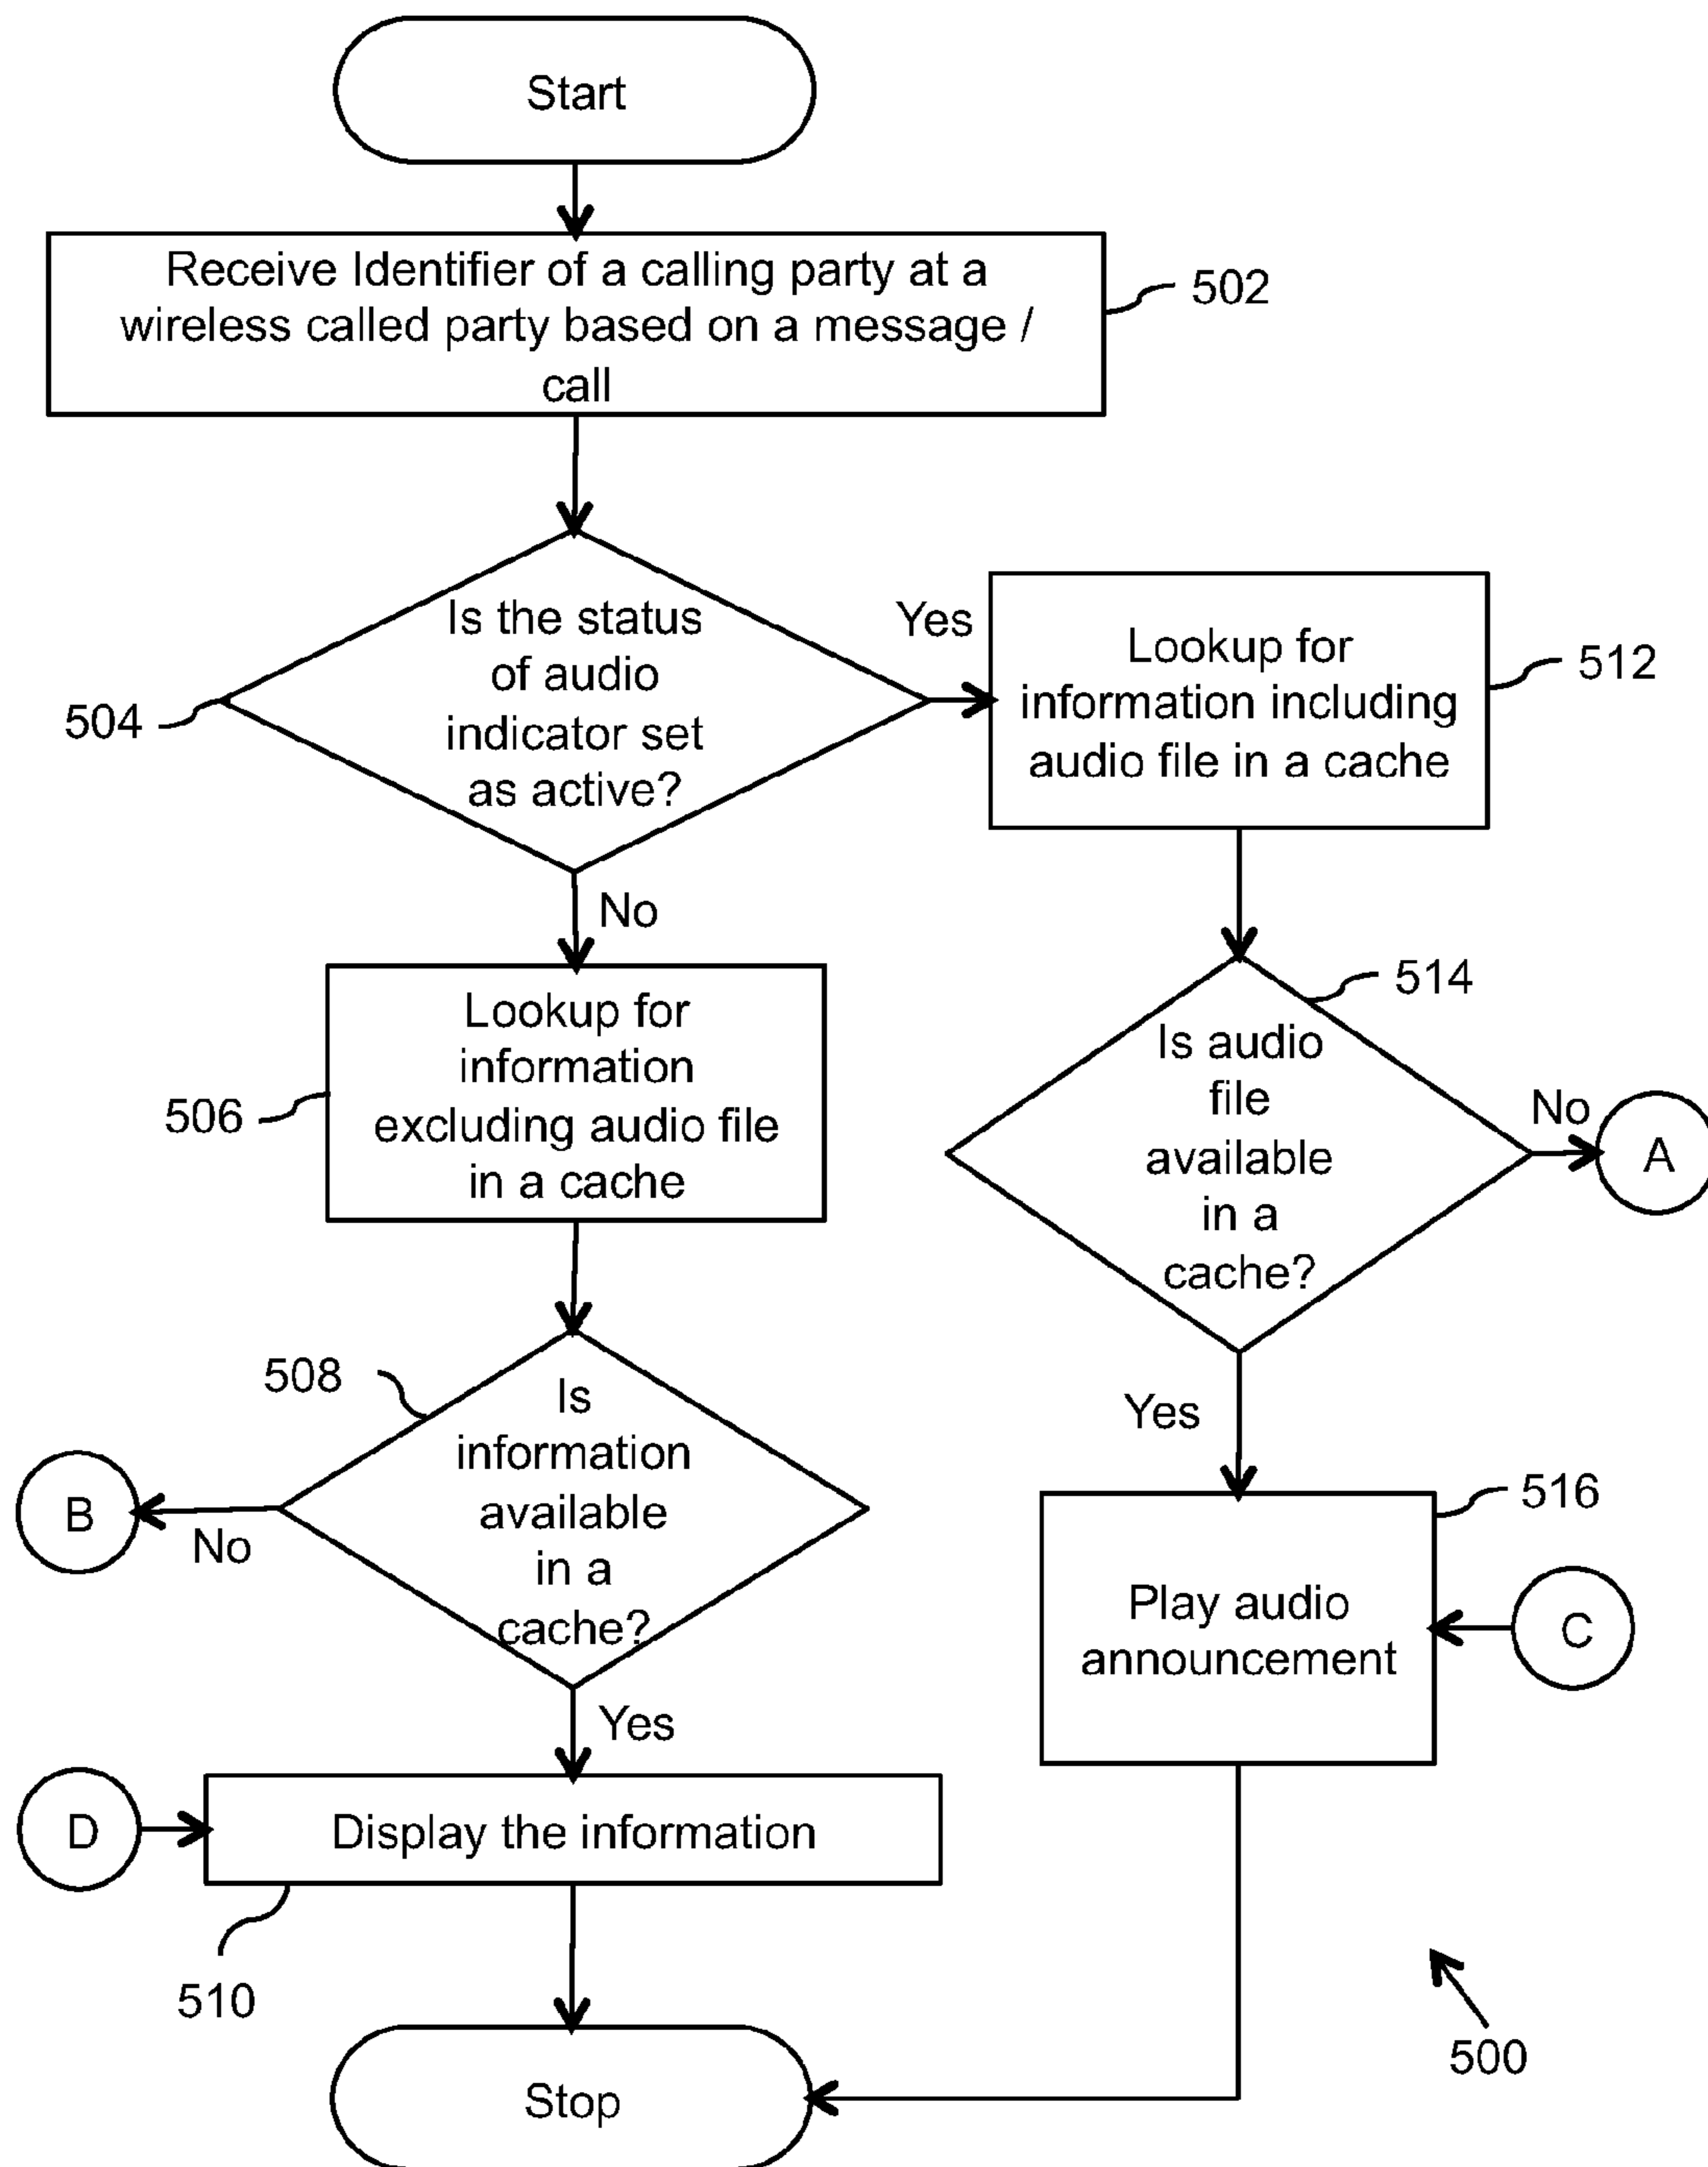 Start
Receive Identifier of a calling party at a
wireless called party based on a message /
call
502
Is the status
of audio
indicator set
as active?
504
Yes
Lookup for
information including
audio file in a cache
512
No
Lookup for
information
excluding audio file
in a cache
506
514
Is audio
file
available
in a
cache?
No
A
508
Is
information
available
in a
cache?
B
No
Yes
516
Play audio
announcement
C
Yes
D
Display the information
510
Stop
500